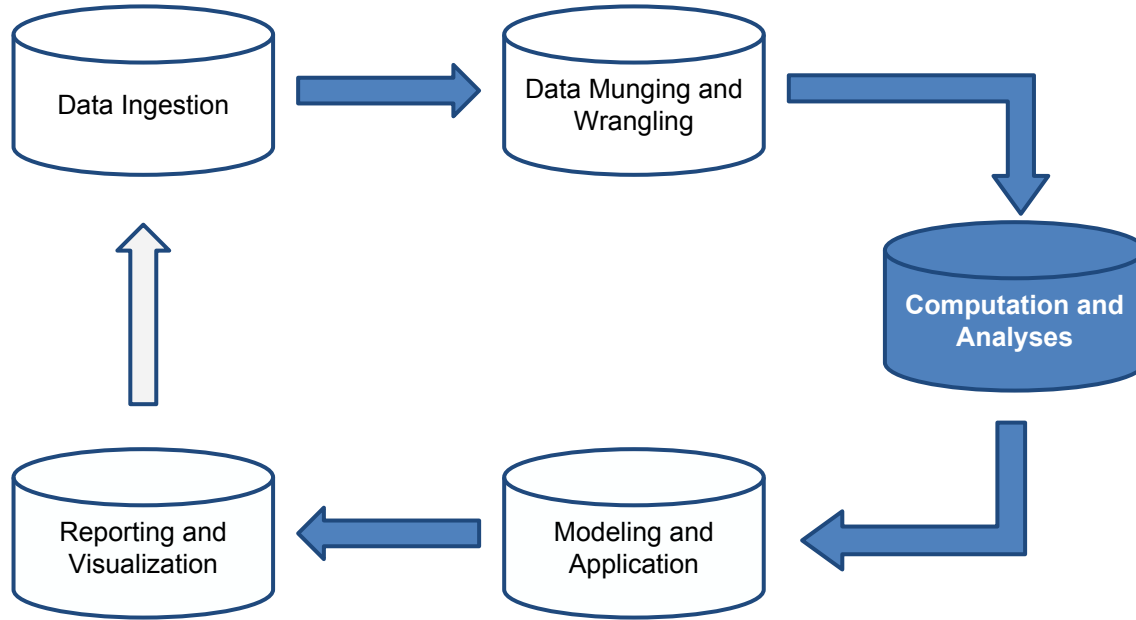 Data Ingestion
Data Munging and
Wrangling
Computation and
Analyses
Reporting and
Visualization
Modeling and
Application